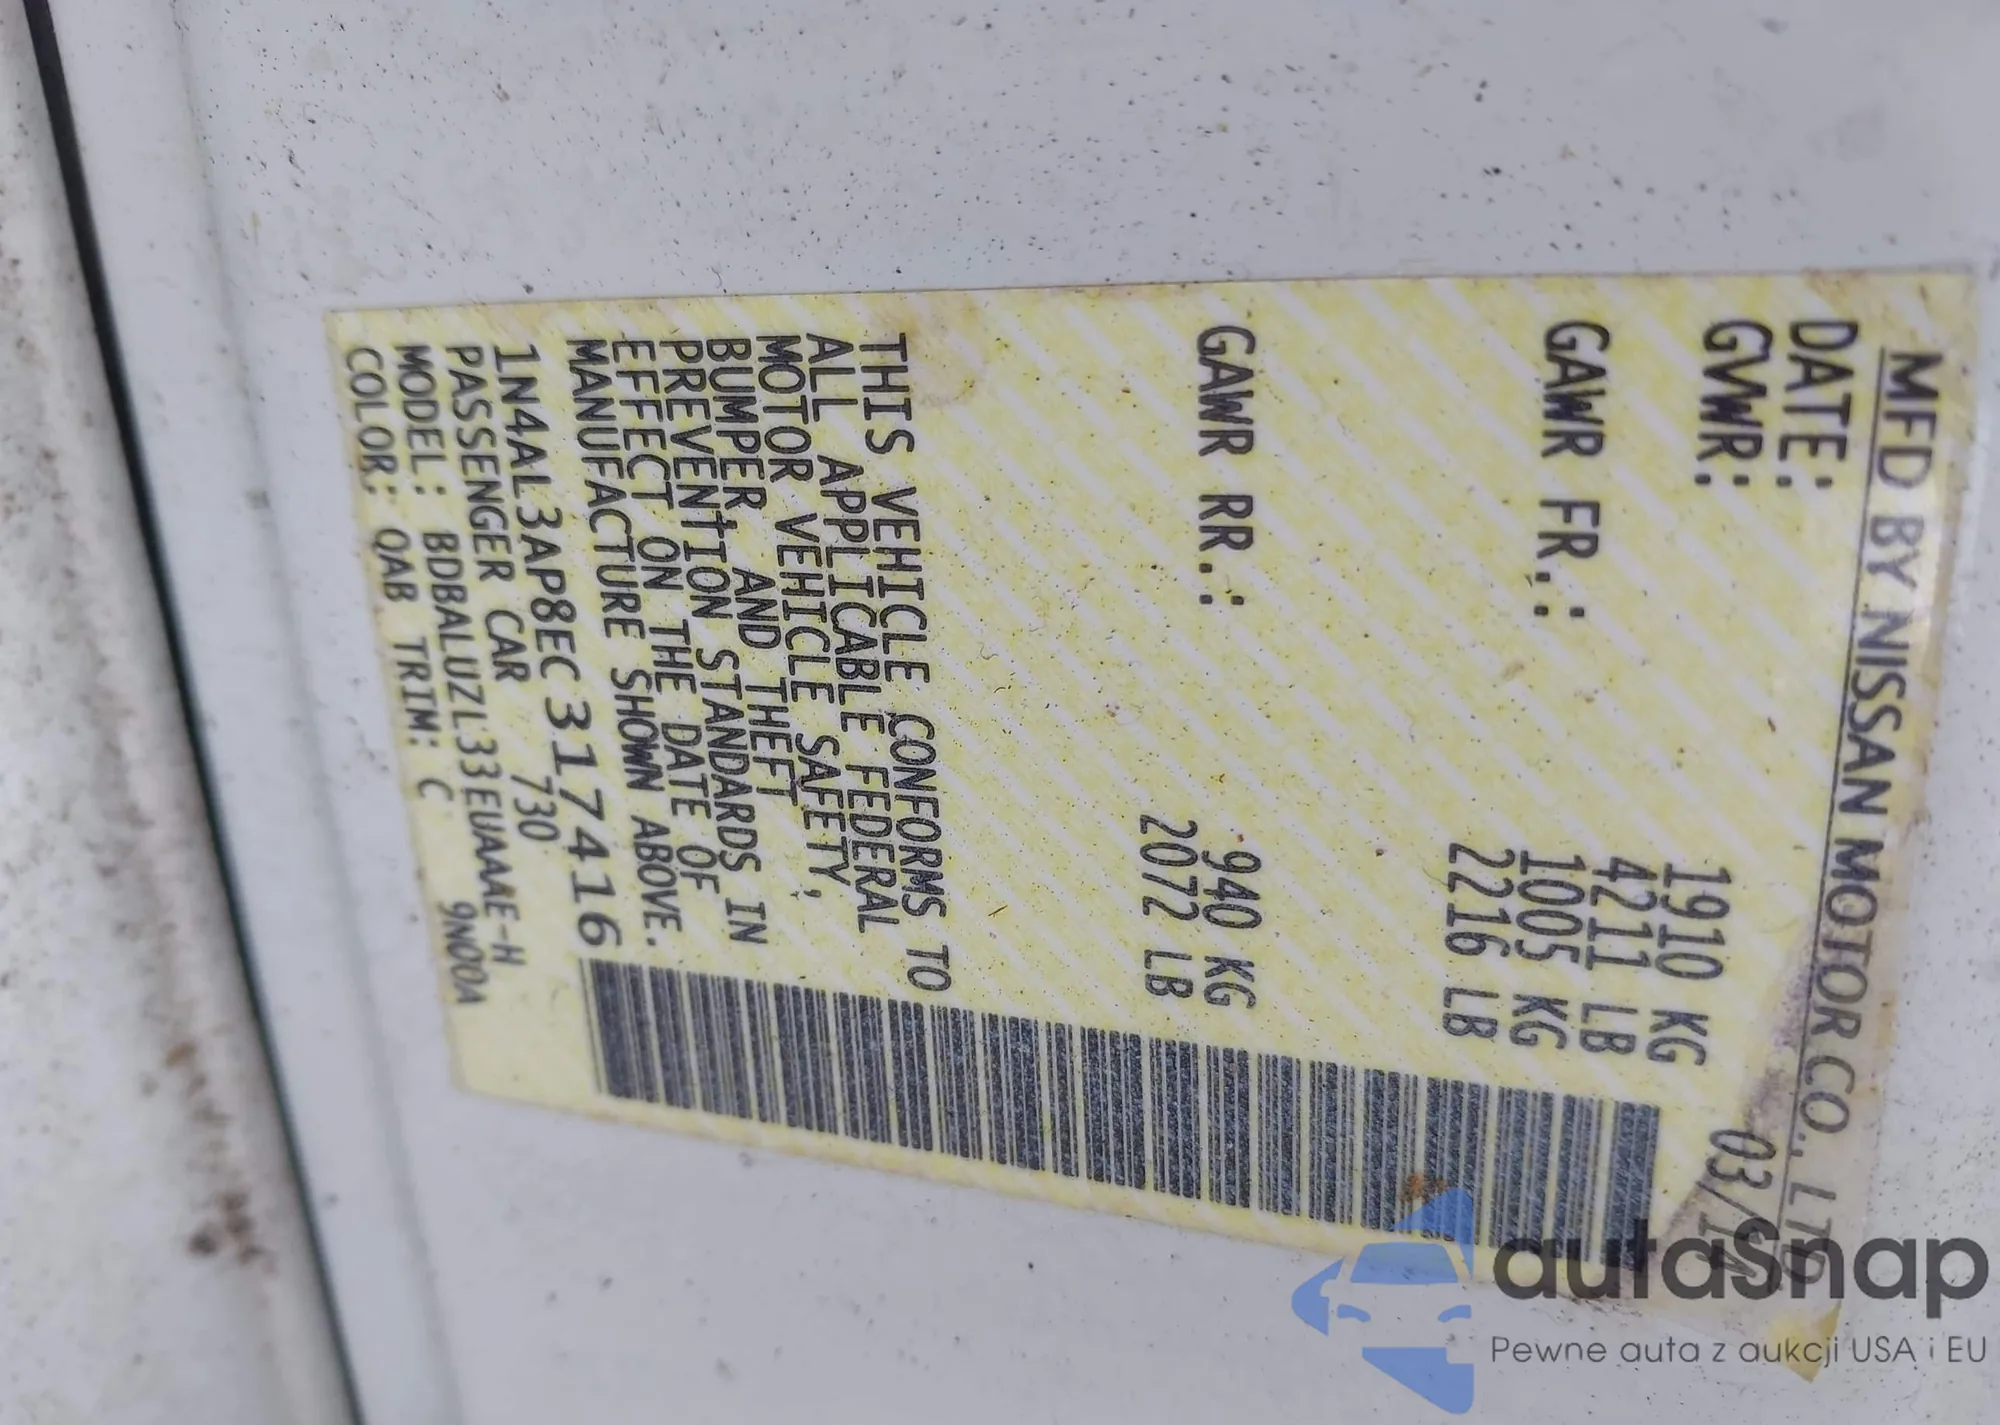 MFD BY NISSAN MOTOR CO., LTD
DATE: 03/14
GVWR: 1910 KG
4211 LB
GAWR FR.: 1005 KG
2216 LB
GAWR RR.: 940 KG
2072 LB
THIS VEHICLE CONFORMS TO
ALL APPLICABLE FEDERAL
MOTOR VEHICLE SAFETY,
BUMPER AND THEFT
PREVENTION STANDARDS IN
EFFECT ON THE DATE OF
MANUFACTURE SHOWN ABOVE.
1N4AL3AP8EC317416
PASSENGER CAR 730
MODEL: BDBALUZL33EUAAAE-H
COLOR: QAB TRIM: C 9N00A
autasnap
Pewne auta z aukcji USA i EU